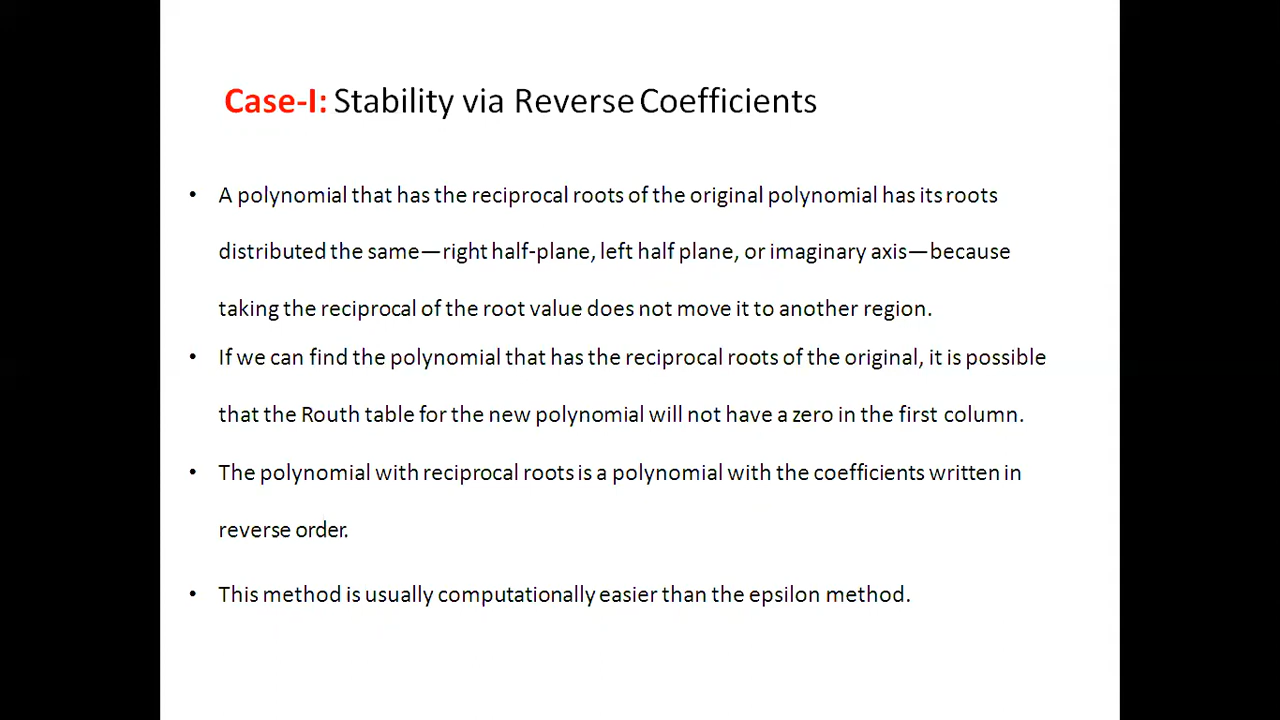 Case-I: Stability via Reverse Coefficients
• A polynomial that has the reciprocal roots of the original polynomial has its roots
distributed the same—right half-plane, left half plane, or imaginary axis—because
taking the reciprocal of the root value does not move it to another region.
• If we can find the polynomial that has the reciprocal roots of the original, it is possible
that the Routh table for the new polynomial will not have a zero in the first column.
• The polynomial with reciprocal roots is a polynomial with the coefficients written in
reverse order.
• This method is usually computationally easier than the epsilon method.